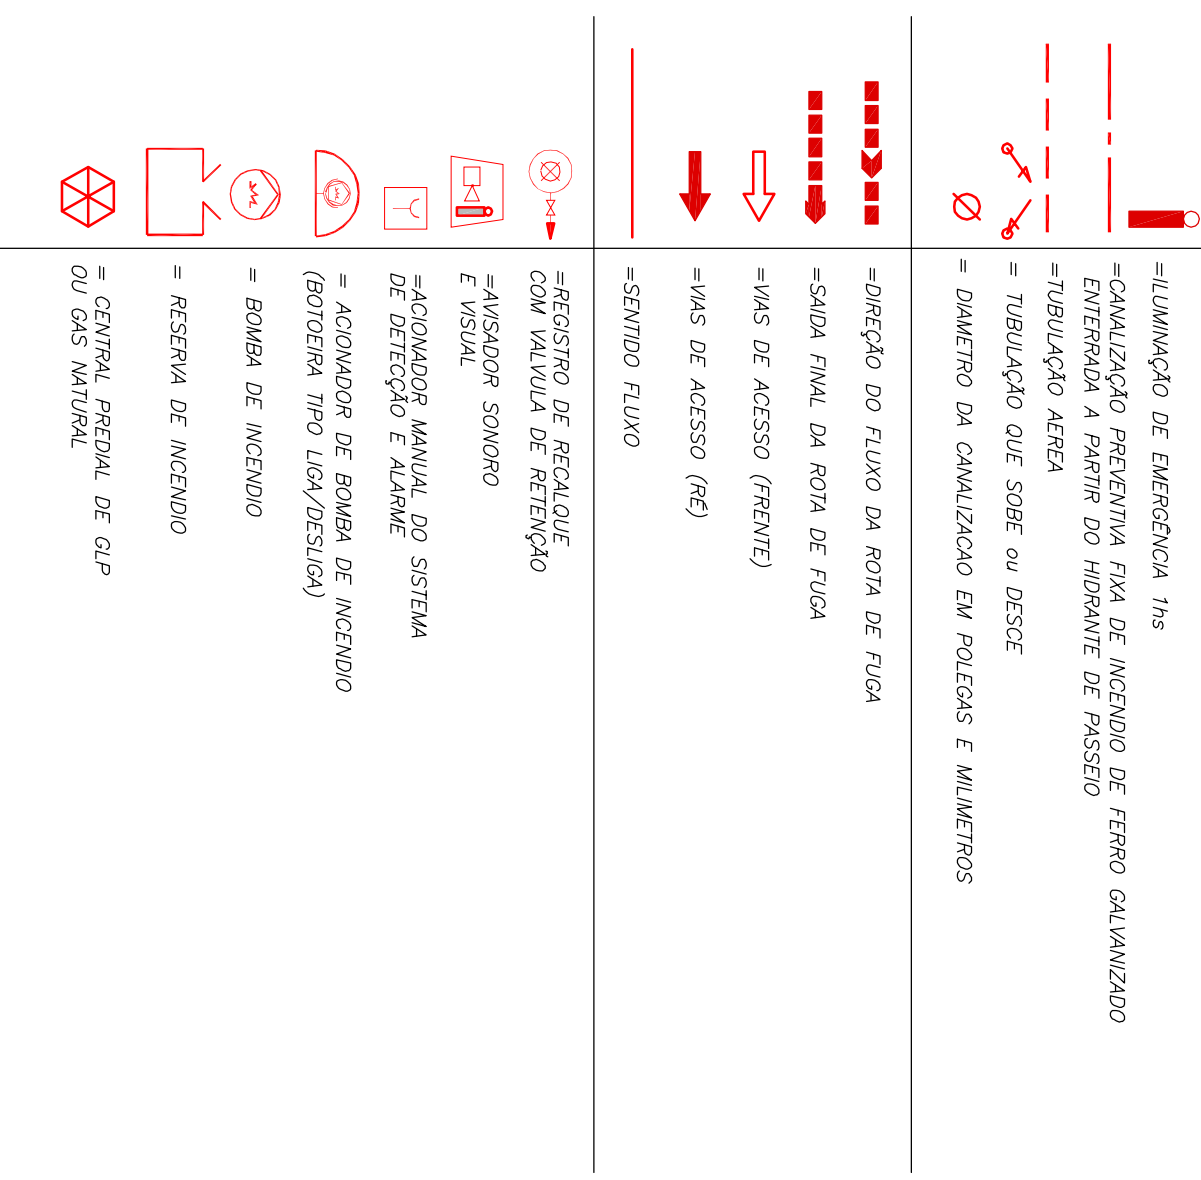 =ILUMINAÇÃO DE EMERGÊNCIA 1hs
=CANALIZAÇÃO PREVENTIVA FIXA DE INCENDIO DE FERRO GALVANIZADO
ENTERRADA A PARTIR DO HIDRANTE DE PASSEIO
=TUBULAÇÃO AEREA
= TUBULAÇÃO QUE SOBE ou DESCE
= DIAMETRO DA CANALIZACAO EM POLEGAS E MILIMETROS
=DIREÇÃO DO FLUXO DA ROTA DE FUGA
=SAIDA FINAL DA ROTA DE FUGA
=VIAS DE ACESSO (FRENTE)
=VIAS DE ACESSO (RÉ)
=SENTIDO FLUXO
=REGISTRO DE RECALQUE
COM VALVULA DE RETENÇÃO
=AVISADOR SONORO
E VISUAL
=ACIONADOR MANUAL DO SISTEMA
DE DETECÇÃO E ALARME
= ACIONADOR DE BOMBA DE INCENDIO
(BOTOEIRA TIPO LIGA/DESLIGA)
= BOMBA DE INCENDIO
= RESERVA DE INCENDIO
= CENTRAL PREDIAL DE GLP
OU GAS NATURAL